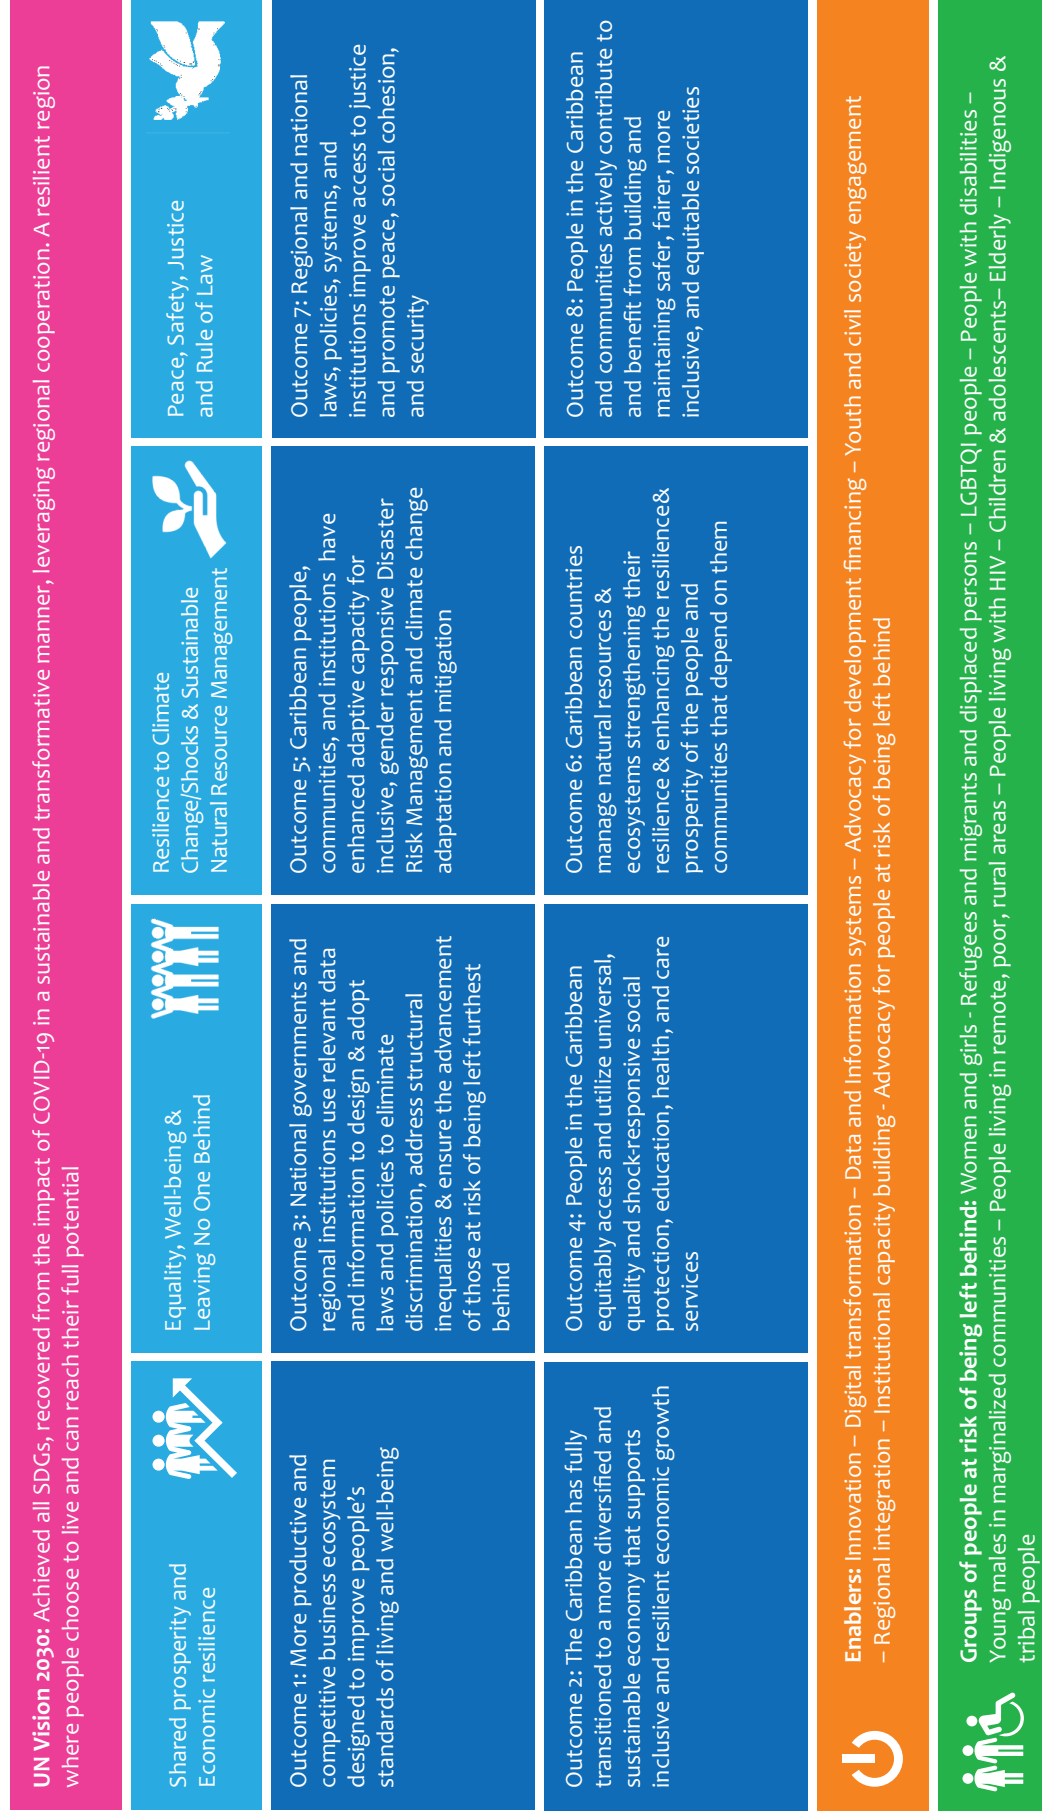 UN Vision 2030: Achieved all SDGs, recovered from the impact of COVID-19 in a sustainable and transformative manner, leveraging regional cooperation. A resilient region
where people choose to live and can reach their full potential
Shared prosperity and
Economic resilience
Equality, Well-being &
Leaving No One Behind
Resilience to Climate
Change/Shocks & Sustainable
Natural Resource Management
Peace, Safety, Justice
and Rule of Law
Outcome 1: More productive and
competitive business ecosystem
designed to improve people's
standards of living and well-being
Outcome 3: National governments and
regional institutions use relevant data
and information to design & adopt
laws and policies to eliminate
discrimination, address structural
inequalities & ensure the advancement
of those at risk of being left furthest
behind
Outcome 5: Caribbean people,
communities, and institutions have
enhanced adaptive capacity for
inclusive, gender responsive Disaster
Risk Management and climate change
adaptation and mitigation
Outcome 7: Regional and national
laws, policies, systems, and
institutions improve access to justice
and promote peace, social cohesion,
and security
Outcome 2: The Caribbean has fully
transitioned to a more diversified and
sustainable economy that supports
inclusive and resilient economic growth
Outcome 4: People in the Caribbean
equitably access and utilize universal,
quality and shock-responsive social
protection, education, health, and care
services
Outcome 6: Caribbean countries
manage natural resources &
ecosystems strengthening their
resilience & enhancing the resilience&
prosperity of the people and
communities that depend on them
Outcome 8: People in the Caribbean
and communities actively contribute to
and benefit from building and
maintaining safer, fairer, more
inclusive, and equitable societies
Enablers: Innovation – Digital transformation – Data and Information systems – Advocacy for development financing – Youth and civil society engagement
– Regional integration – Institutional capacity building - Advocacy for people at risk of being left behind
Groups of people at risk of being left behind: Women and girls - Refugees and migrants and displaced persons – LGBTQI people – People with disabilities –
Young males in marginalized communities – People living in remote, poor, rural areas – People living with HIV – Children & adolescents– Elderly – Indigenous &
tribal people